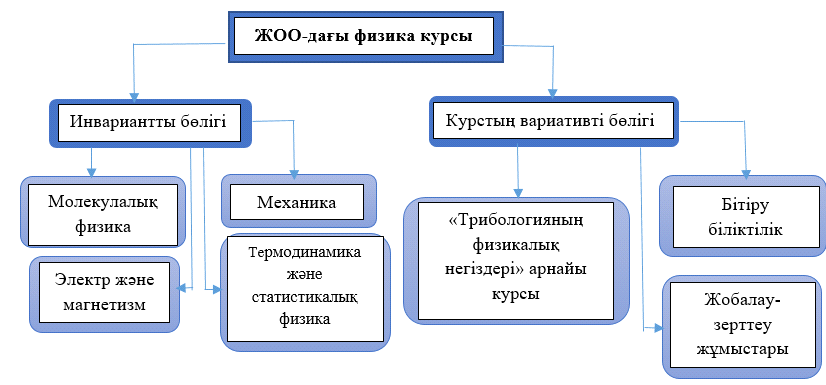 ЖОО-дағы физика курсы
Инвариантты бөлігі
Курстың вариативті бөлігі
Молекулалық
физика
Механика
Электр және
магнетизм
Термодинамика
және
статистикалық
физика
«Трибологияның
физикалық
негіздері» арнайы
курсы
Бітіру
біліктілік
Жобалау-
зерттеу
жұмыстары